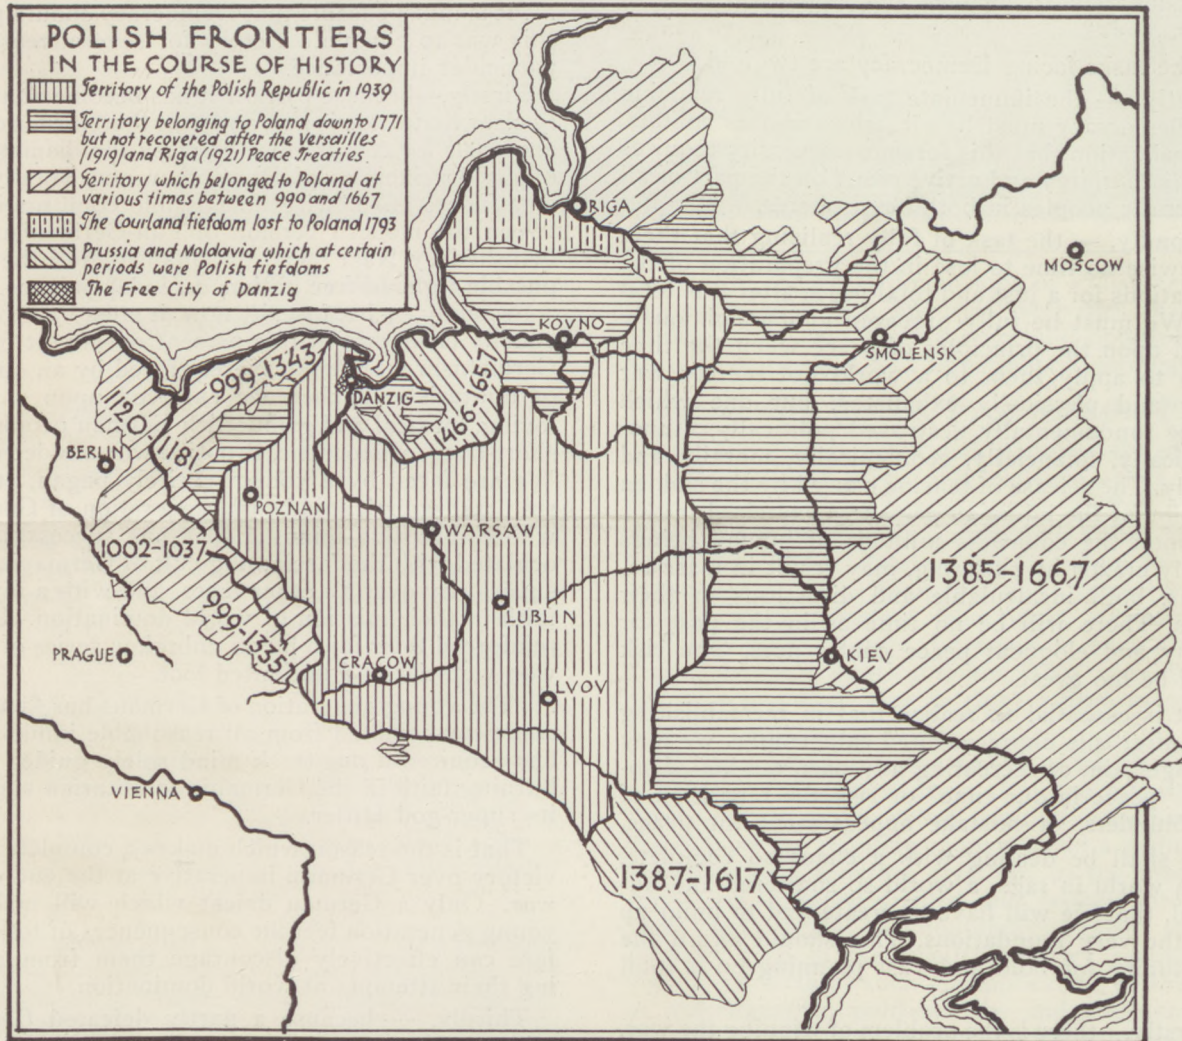 POLISH FRONTIERS
IN THE COURSE OF HISTORY
Territory of the Polish Republic in 1939
Territory belonging to Poland down to 1771
but not recovered after the Versailles
(1919) and Riga (1921) Peace Treaties
Territory which belonged to Poland at
various times between 990 and 1667
The Courland fiefdom lost to Poland 1793
Prussia and Moldavia which at certain
periods were Polish fiefdoms
The Free City of Danzig
RIGA
MOSCOW
KOVNO
SMOLENSK
999-1343
1466-1657
DANZIG
1120-1181
BERLIN
POZNAN
WARSAW
1002-1037
1385-1667
999-1335
LUBLIN
PRAGUE
CRACOW
KIEV
LVOV
VIENNA
1387-1617